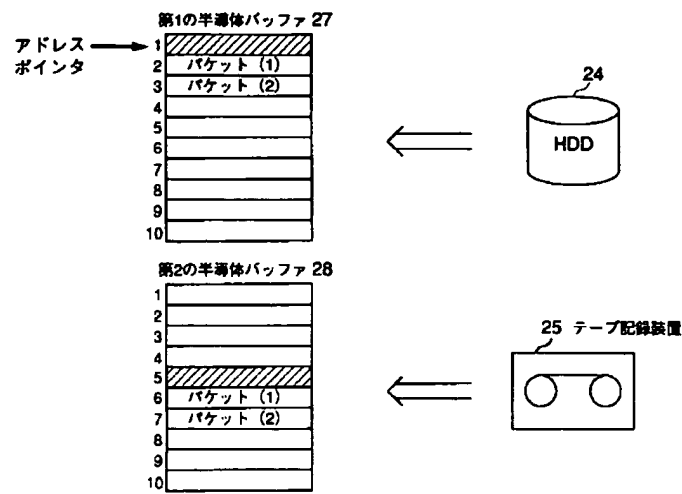 第1の半導体バッファ 27
アドレス
ポインタ
1
2 パケット (1)
3 パケット (2)
4
5
6
7
8
9
10
24
HDD
第2の半導体バッファ 28
1
2
3
4
5
6 パケット (1)
7 パケット (2)
8
9
10
25 テープ記録装置